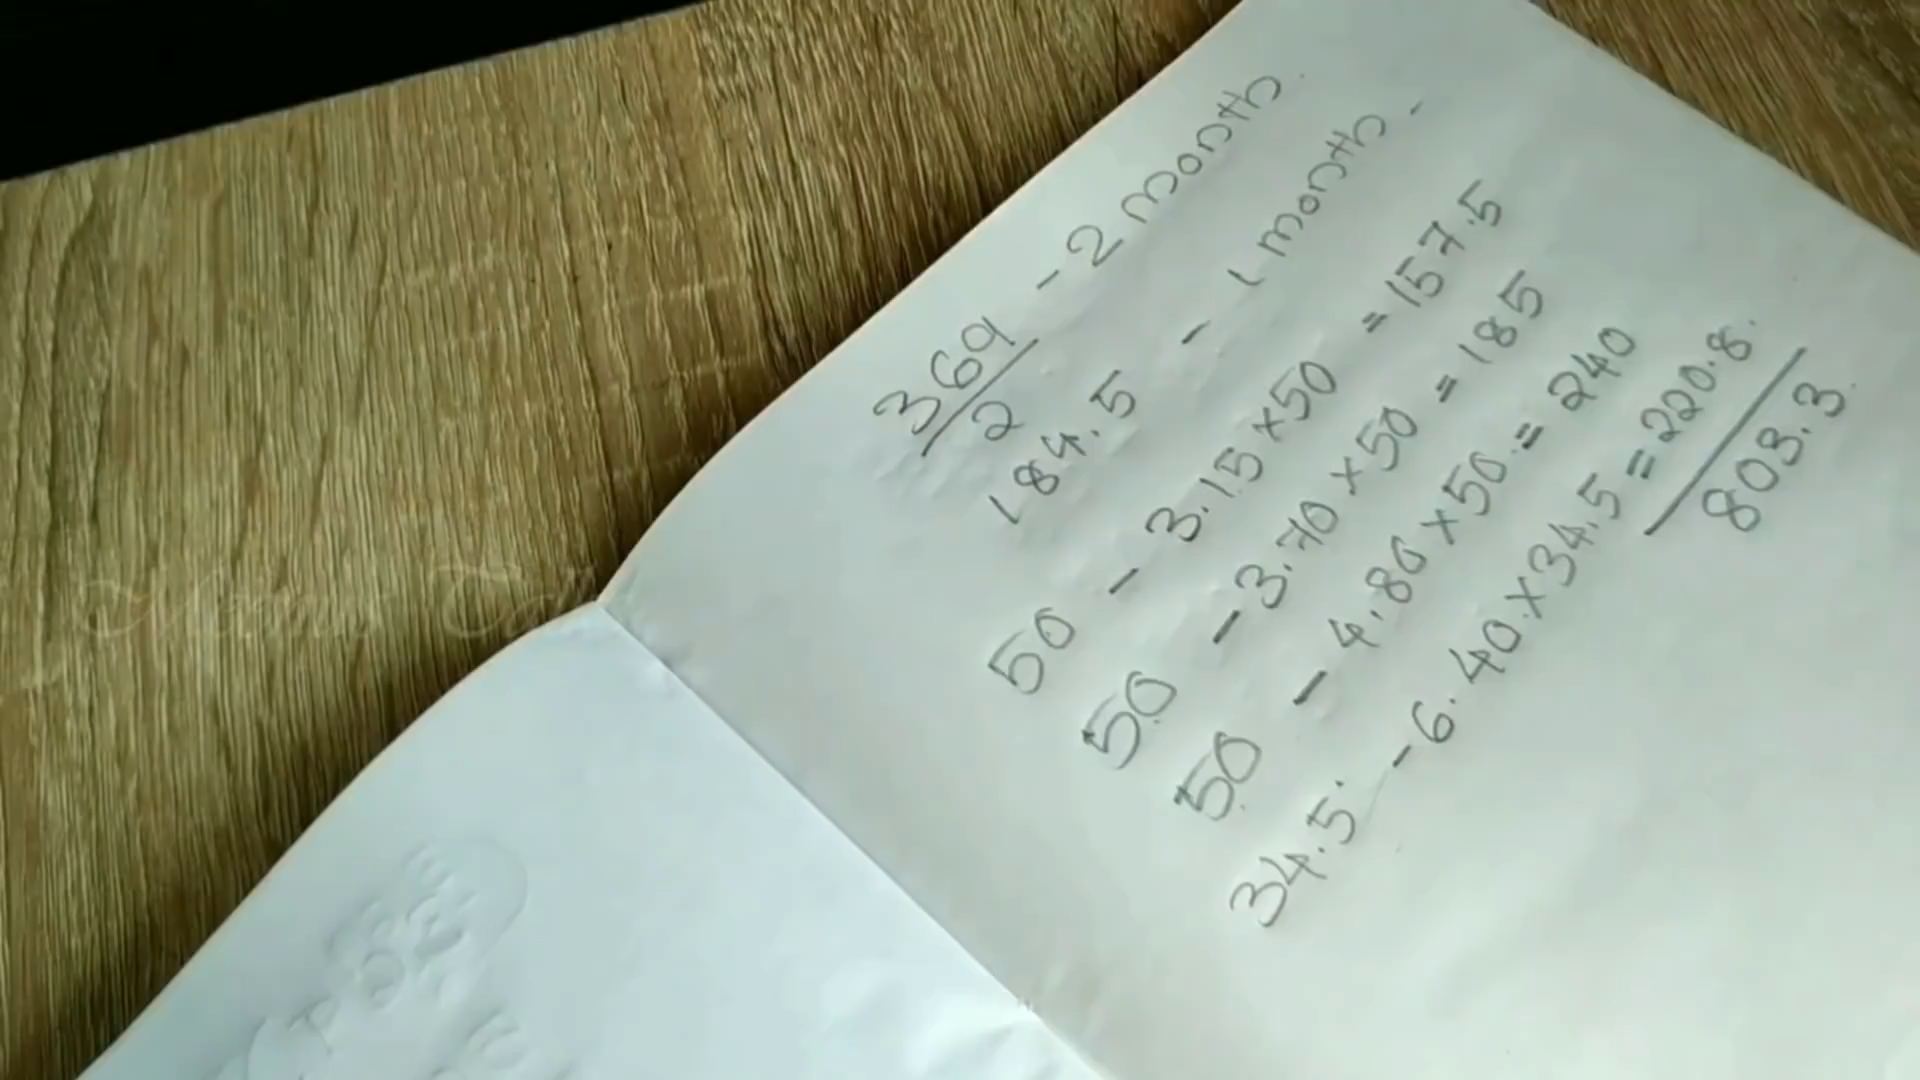 369 - 2 month
2
184.5 - 1 month.
50 - 3.15 x 50 = 157.5
50 - 3.70 x 50 = 185
50 - 4.80 x 50 = 240
34.5. - 6.40 x 34.5 = 220.8.
803.3.